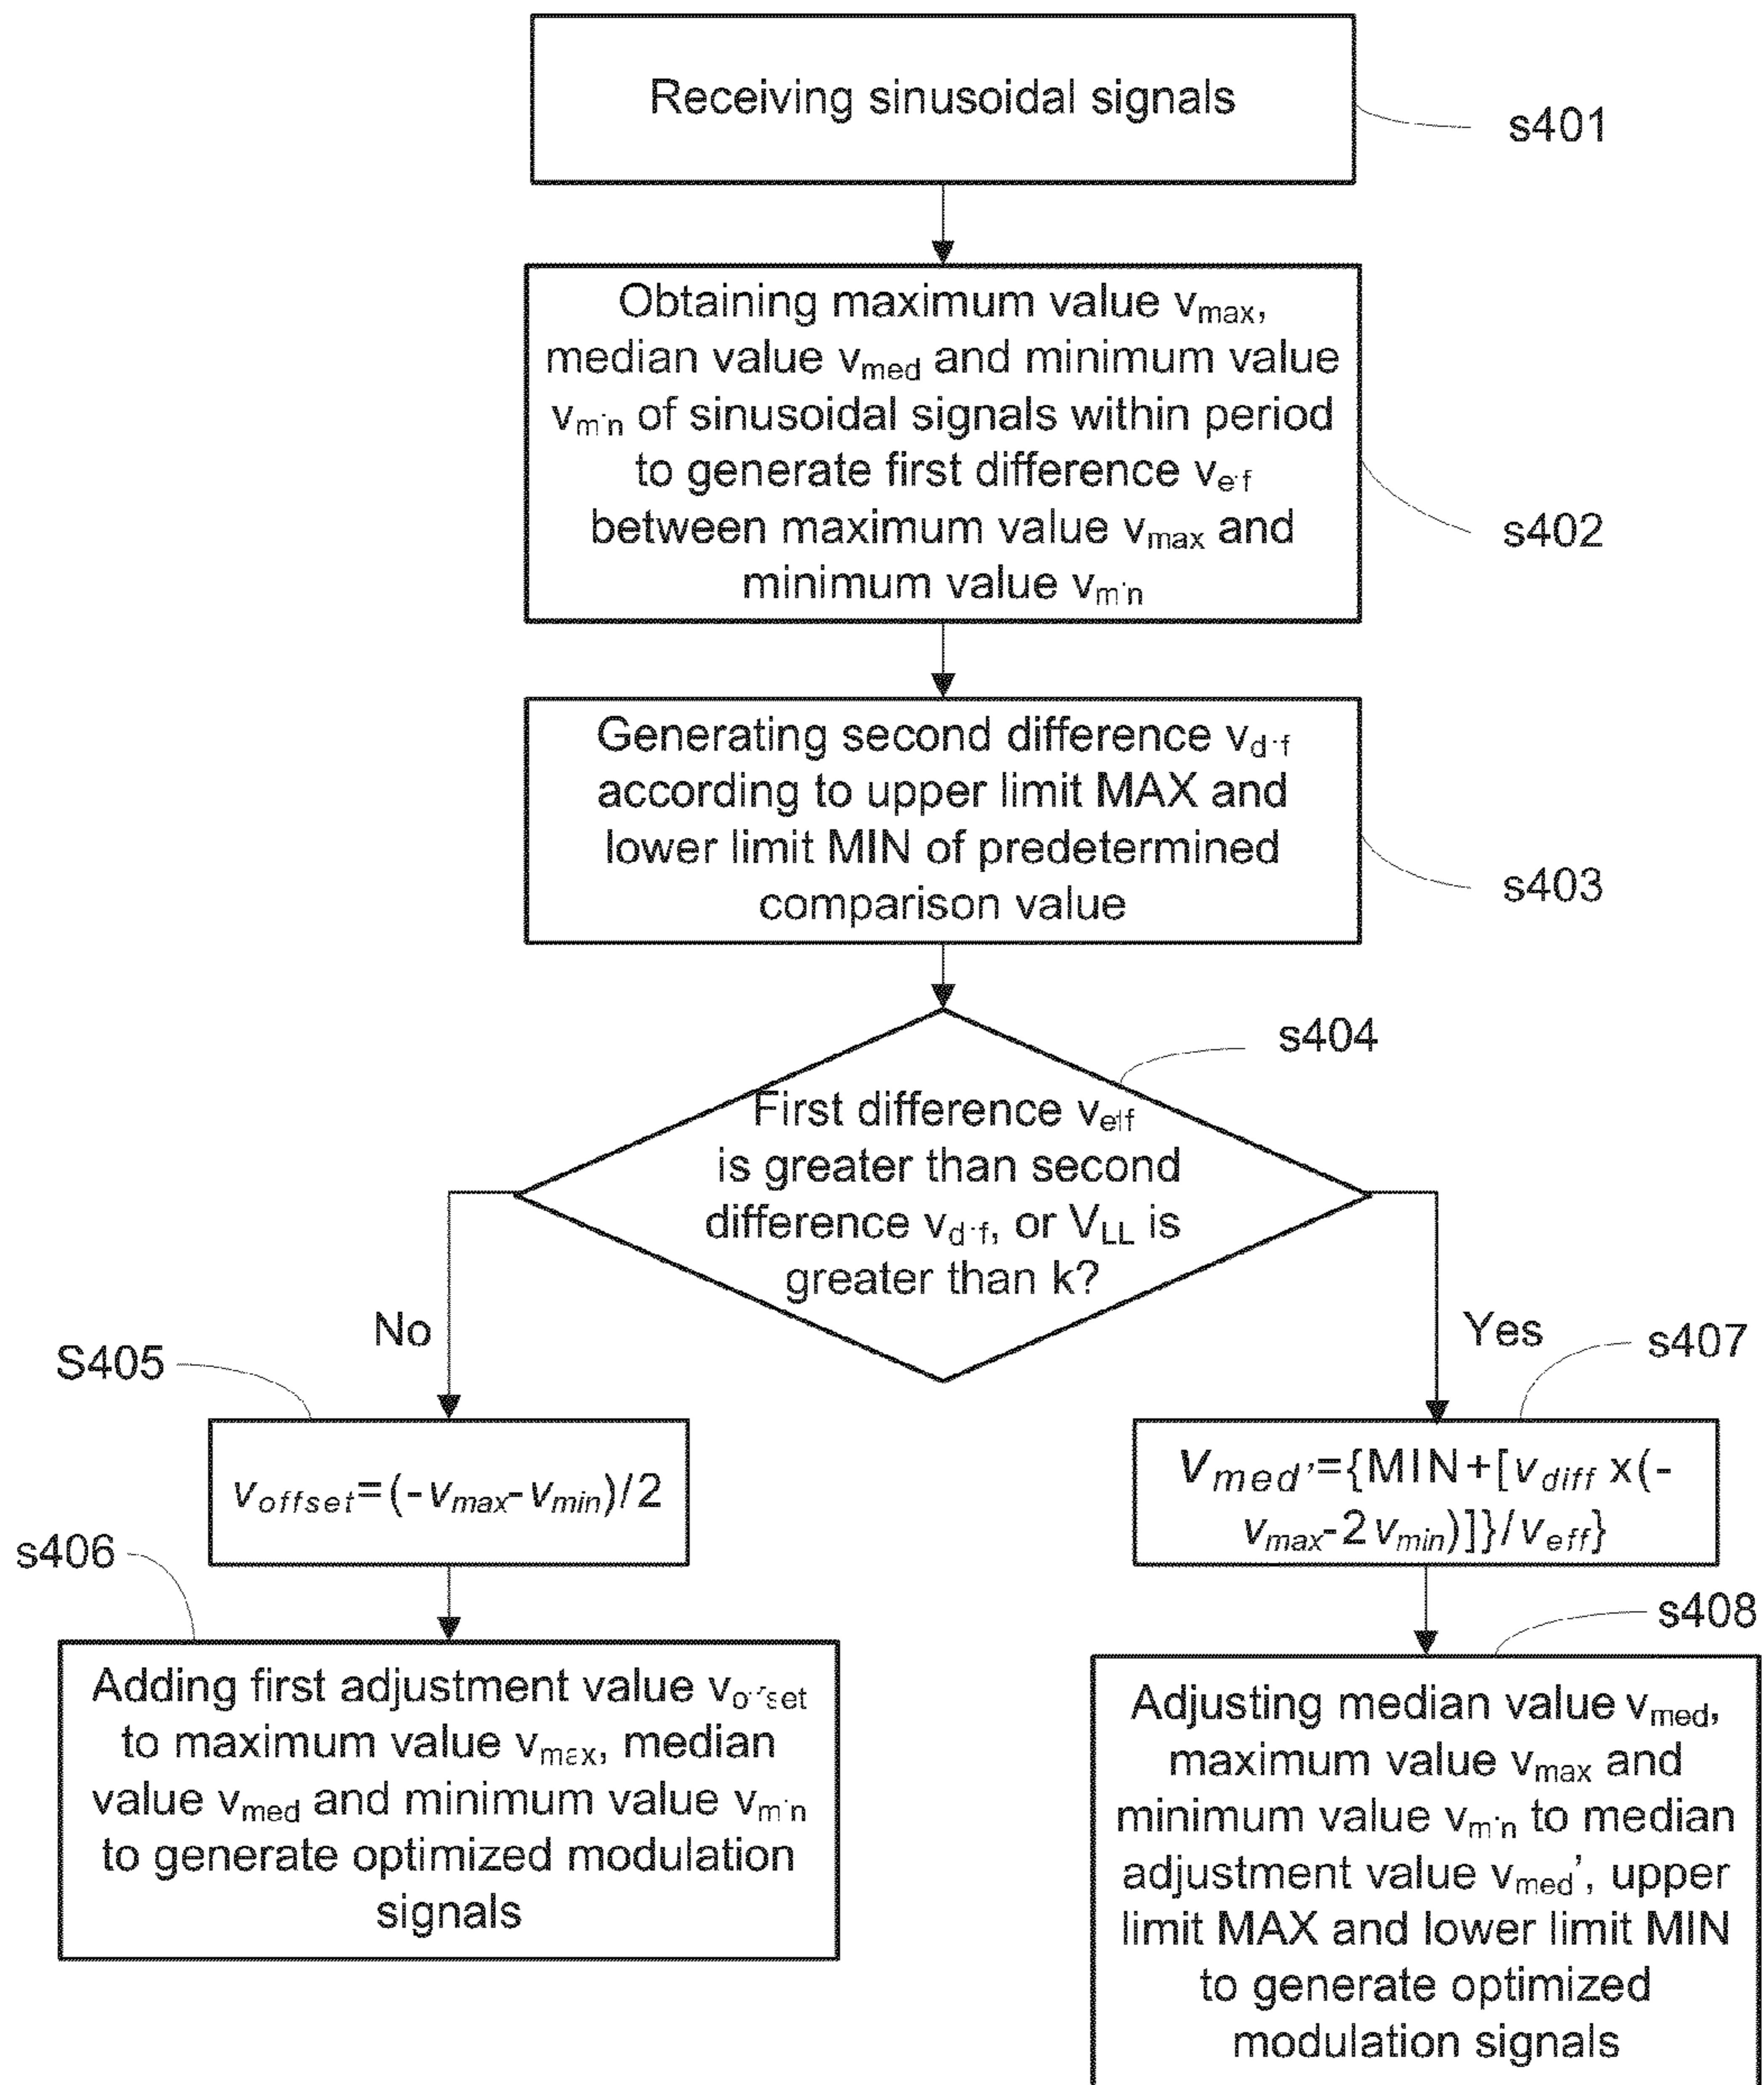 Receiving sinusoidal signals
s401
Obtaining maximum value vmax,
median value vmed and minimum value
vmin of sinusoidal signals within period
to generate first difference veff
between maximum value vmax and
minimum value vmin
s402
Generating second difference vdiff
according to upper limit MAX and
lower limit MIN of predetermined
comparison value
s403
s404
First difference veff
is greater than second
difference vdiff, or VLL is
greater than k?
No
Yes
S405
voffset=(-vmax-vmin)/2
s406
Adding first adjustment value voffset
to maximum value vmax, median
value vmed and minimum value vmin
to generate optimized modulation
signals
s407
vmed'={MIN+[vdiff x(-
vmax-2vmin)]}/veff}
s408
Adjusting median value vmed,
maximum value vmax and
minimum value vmin to median
adjustment value vmed', upper
limit MAX and lower limit MIN
to generate optimized
modulation signals